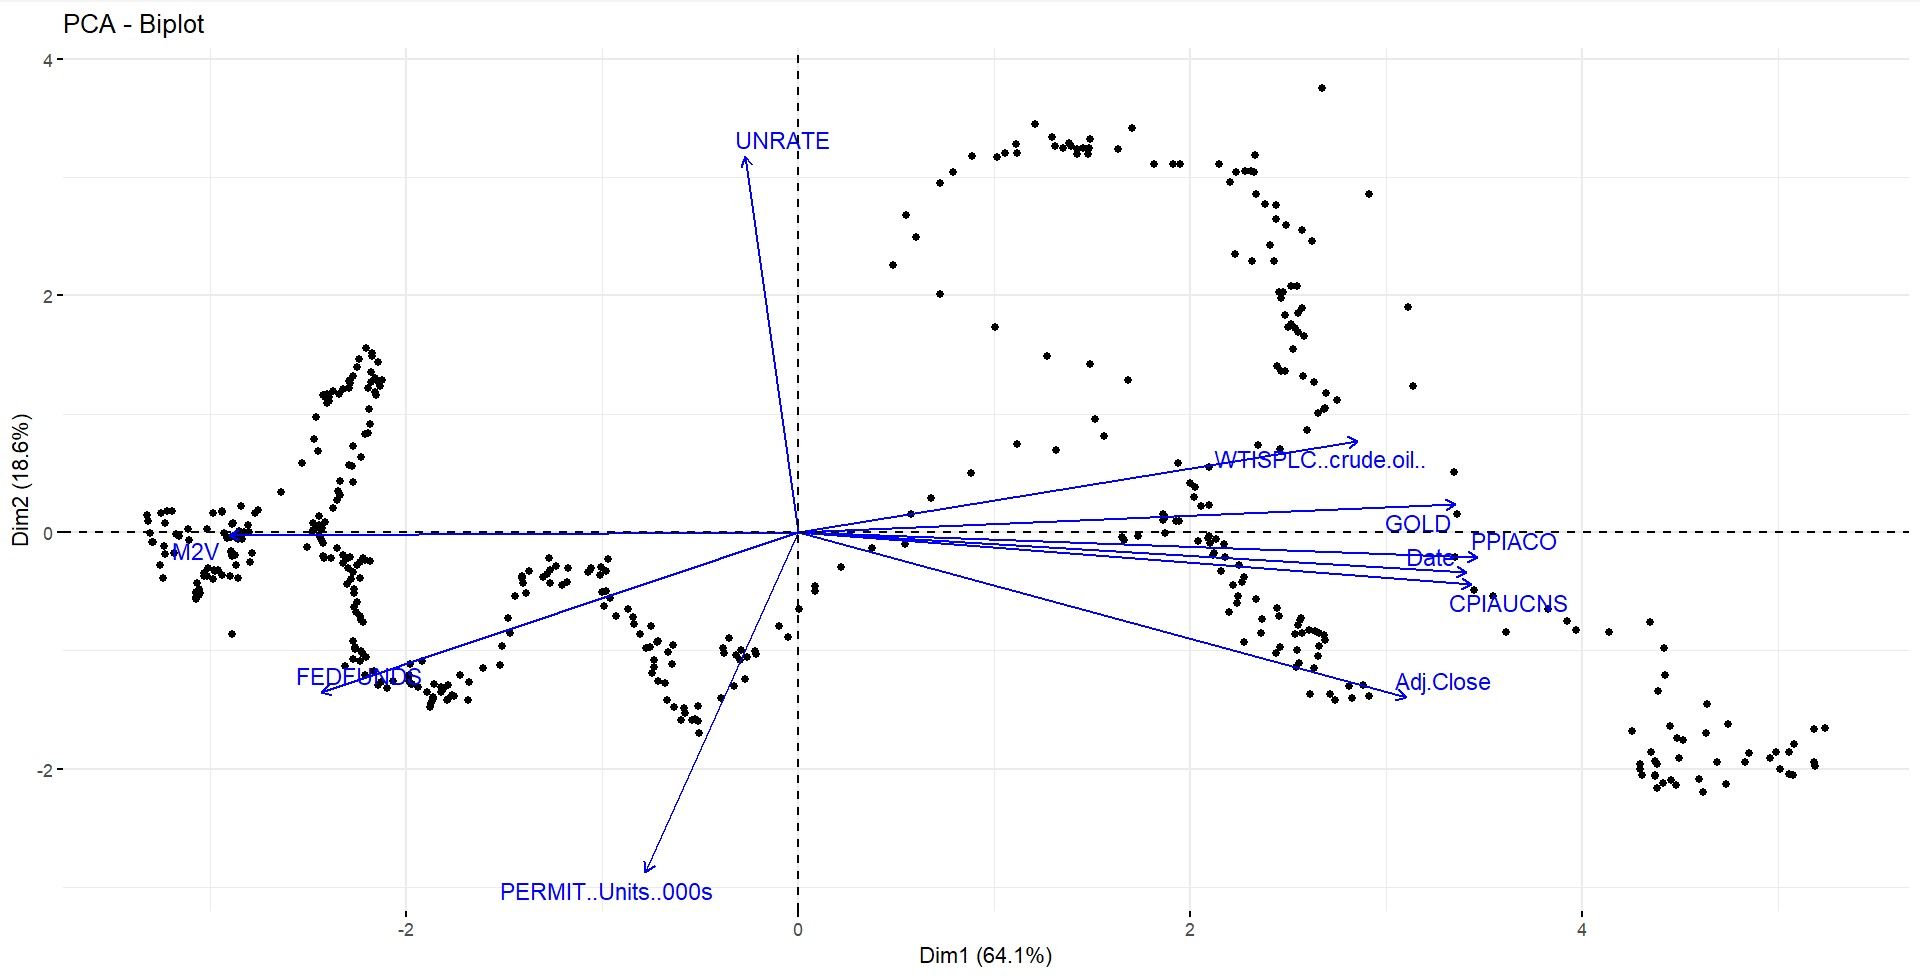 PCA - Biplot
4
UNRATE
2
WTISPLC..crude.oil..
GOLD
0
PPIACO
M2V
Date
CPIAUCNS
FEDFUNDS
Adj.Close
-2
PERMIT..Units..000s
-2
0
2
4
Dim1 (64.1%)
Dim2 (18.6%)